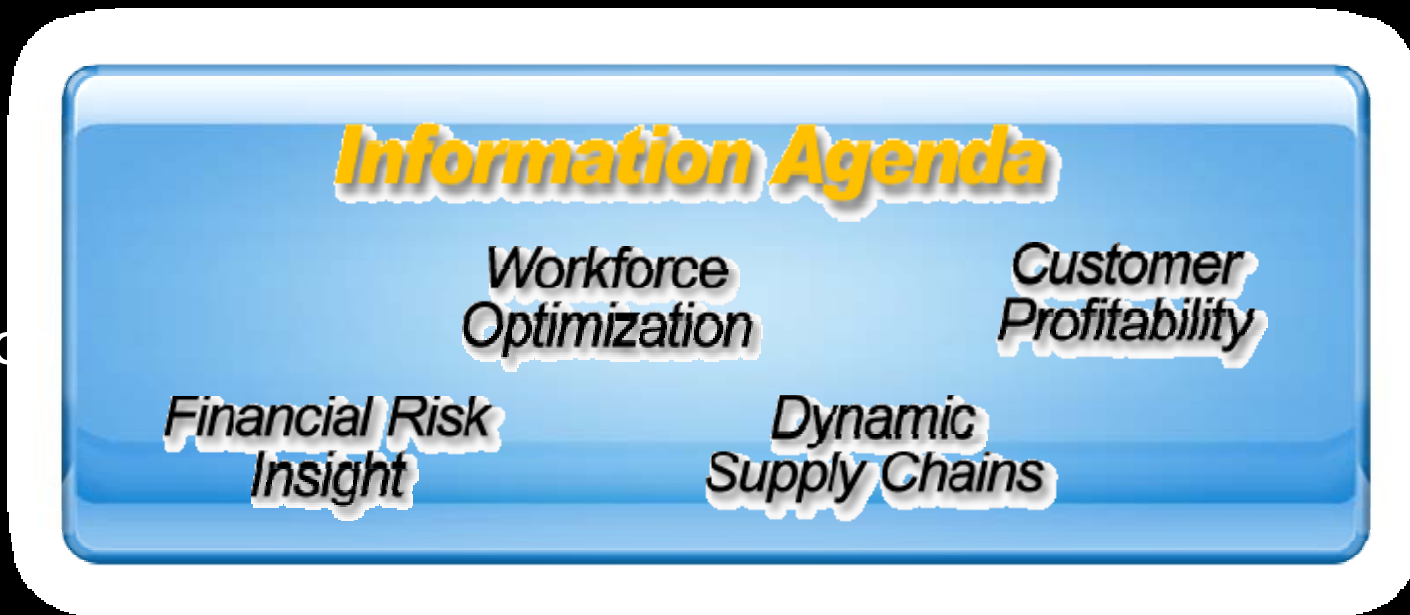 Information Agenda
Workforce
Optimization
Customer
Profitability
Financial Risk
Insight
Dynamic
Supply Chains